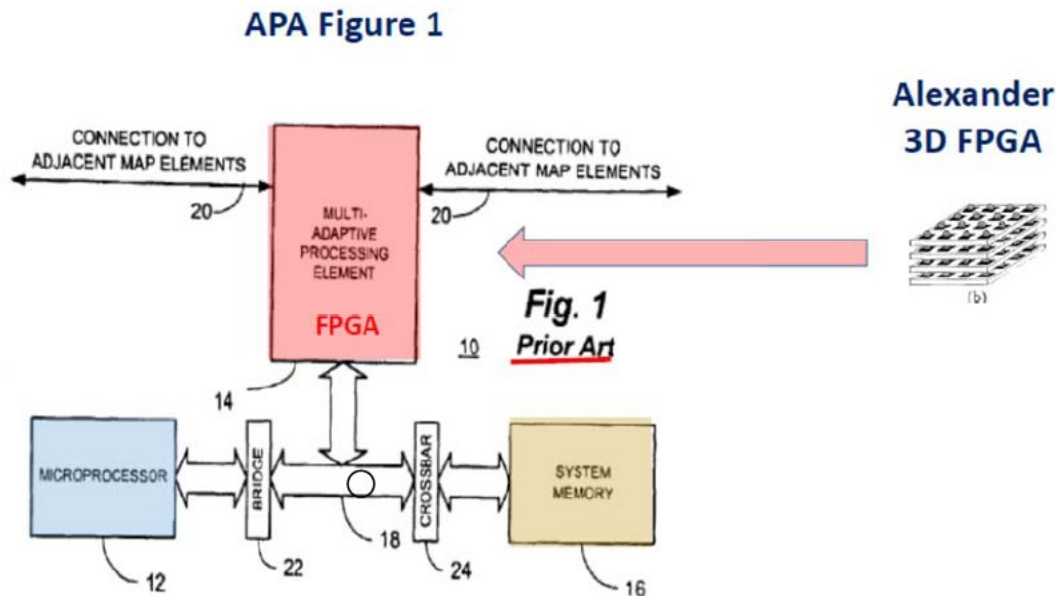 APA Figure 1
Alexander
3D FPGA
CONNECTION TO
ADJACENT MAP ELEMENTS
20
MULTI-
ADAPTIVE
PROCESSING
ELEMENT
FPGA
CONNECTION TO
ADJACENT MAP ELEMENTS
20
(b)
Fig. 1
Prior Art
10
14
MICROPROCESSOR
BRIDGE
CROSSBAR
SYSTEM
MEMORY
12
22
18
24
16